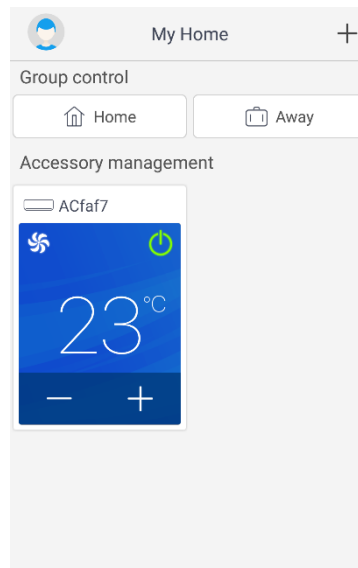 My Home
+
Group control
Home
Away
Accessory management
ACfaf7
23°C
− +